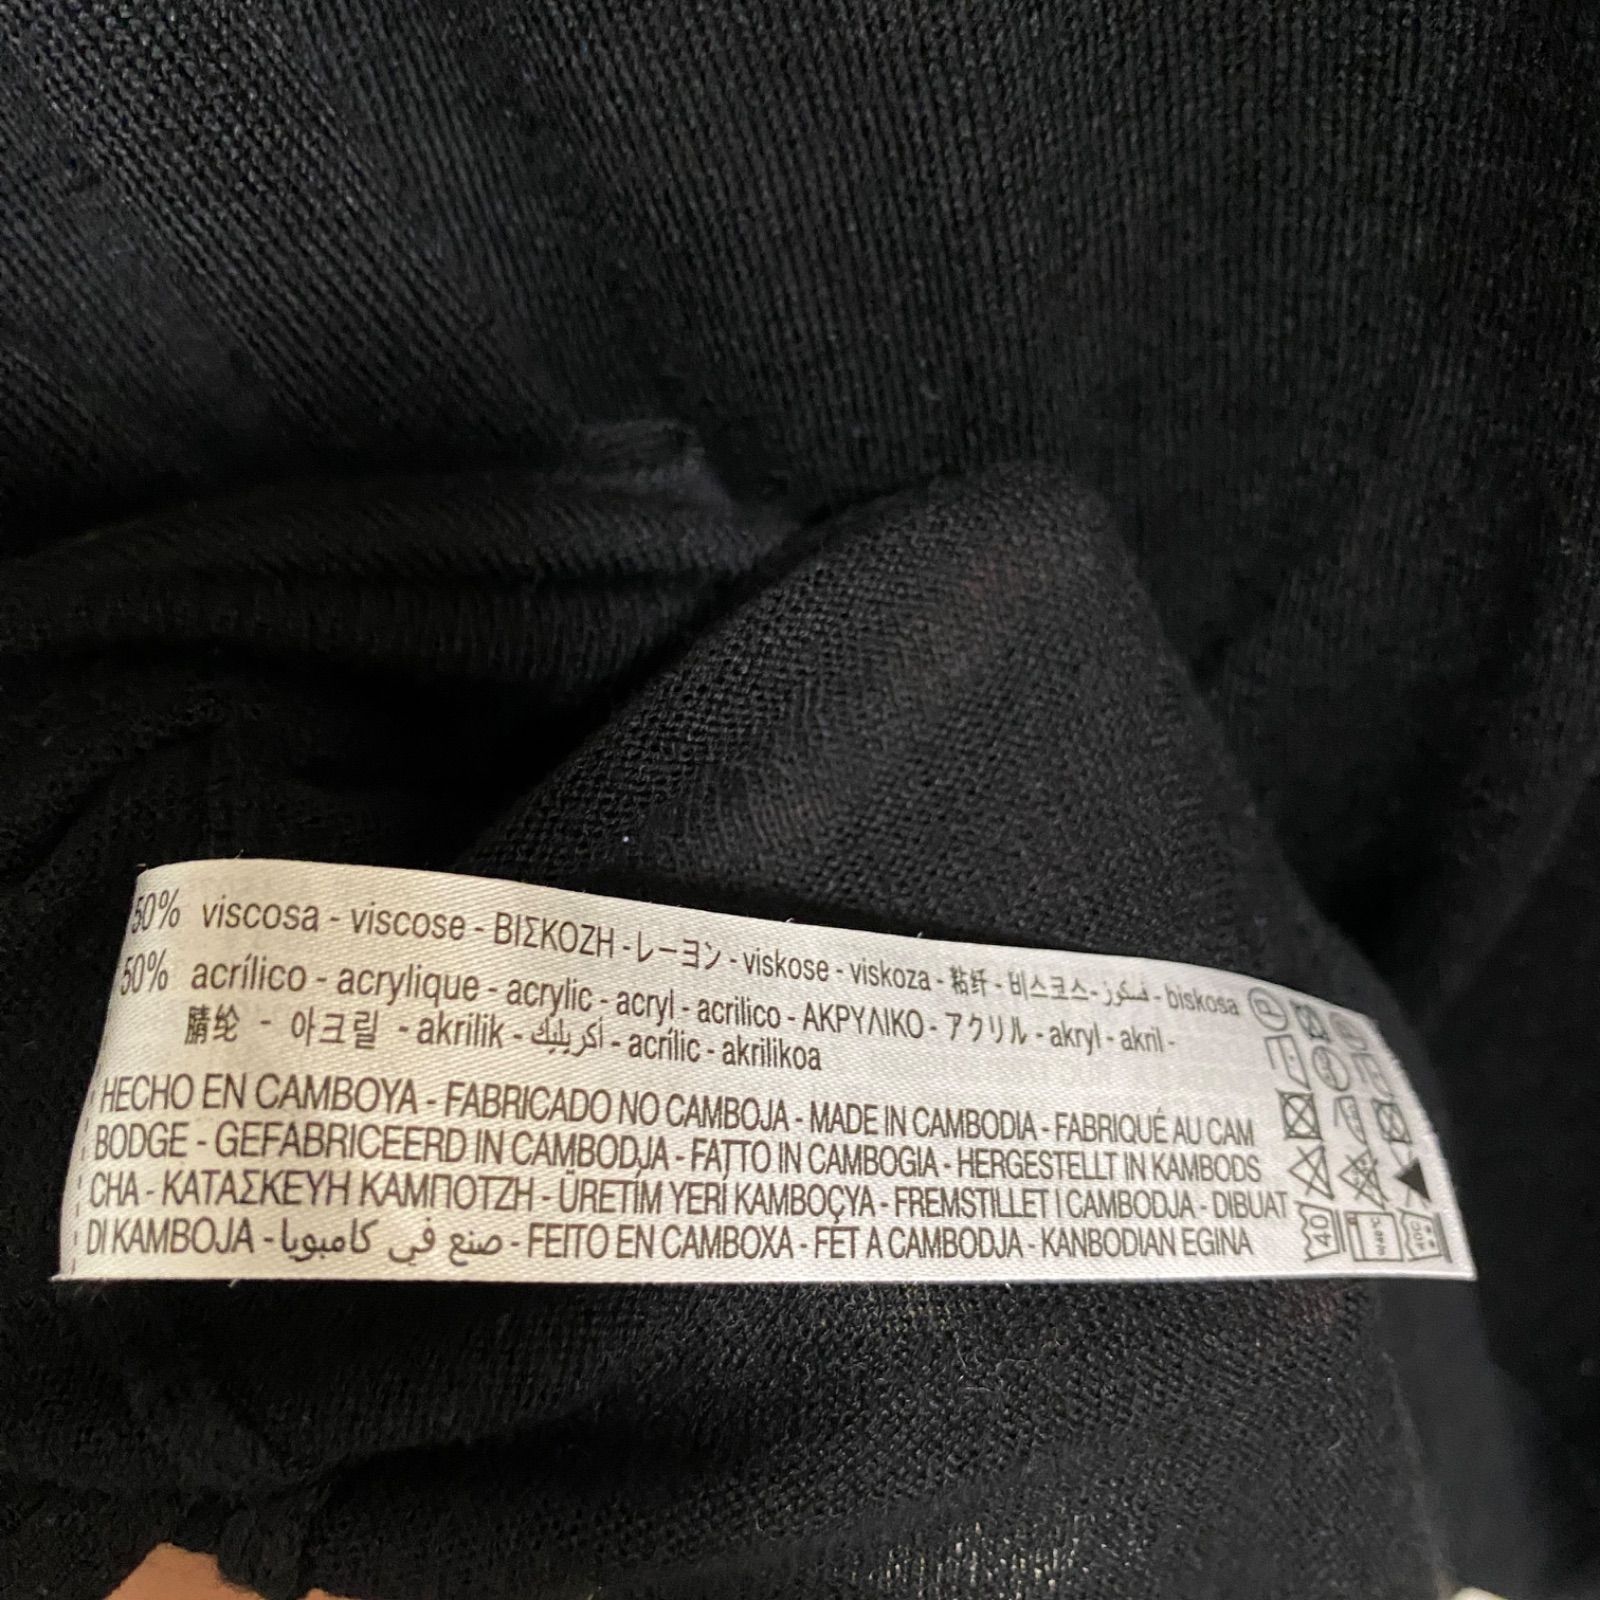 50% viscosa - viscose - ΒΙΣΚΟΖΗ - レーヨン - viskose - viskoza - 粘纤 - 비스코스 - فسكوز - biskosa
50% acrílico - acrylique - acrylic - acryl - acrilico - ΑΚΡΥΛΙΚΟ - アクリル - akryl - akril -
腈纶 - 아크릴 - akrilik - أكريليك - acrílic - akrilikoa
HECHO EN CAMBOYA - FABRICADO NO CAMBOJA - MADE IN CAMBODIA - FABRIQUÉ AU CAM
BODGE - GEFABRICEERD IN CAMBODJA - FATTO IN CAMBOGIA - HERGESTELLT IN KAMBODS
CHA - ΚΑΤΑΣΚΕΥΗ ΚΑΜΠΟΤΖΗ - ÜRETİM YERİ KAMBOÇYA - FREMSTILLET I CAMBODJA - DIBUAT
DI KAMBOJA - صنع في كامبويا - FEITO EN CAMBOXA - FET A CAMBODJA - KANBODIAN EGINA
40